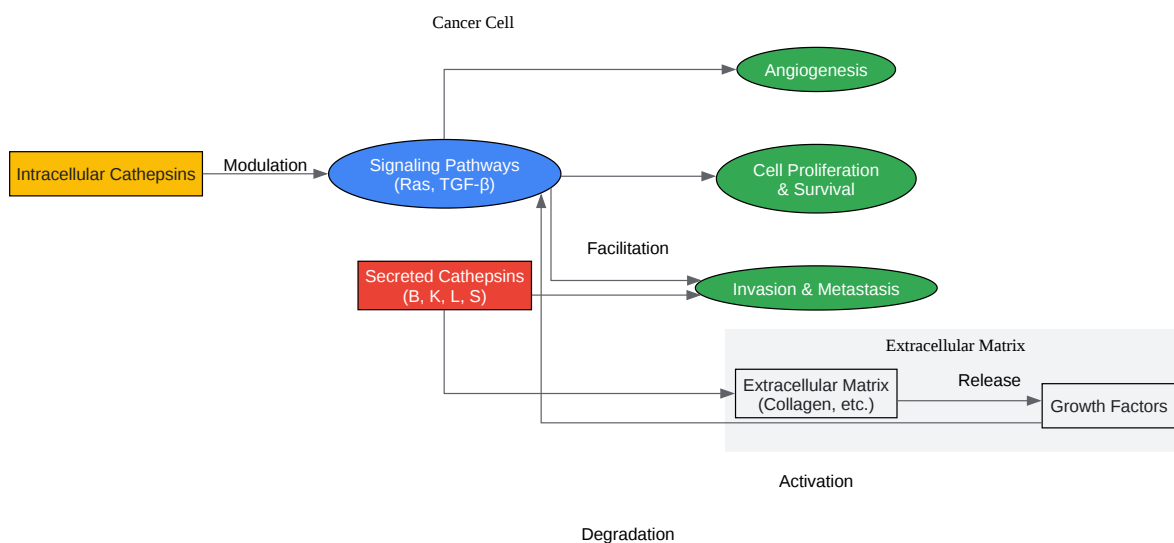 Cancer Cell
Angiogenesis
Intracellular Cathepsins
Modulation
Signaling Pathways
(Ras, TGF-β)
Cell Proliferation
& Survival
Facilitation
Secreted Cathepsins
(B, K, L, S)
Invasion & Metastasis
Extracellular Matrix
Extracellular Matrix
(Collagen, etc.)
Release
Growth Factors
Activation
Degradation